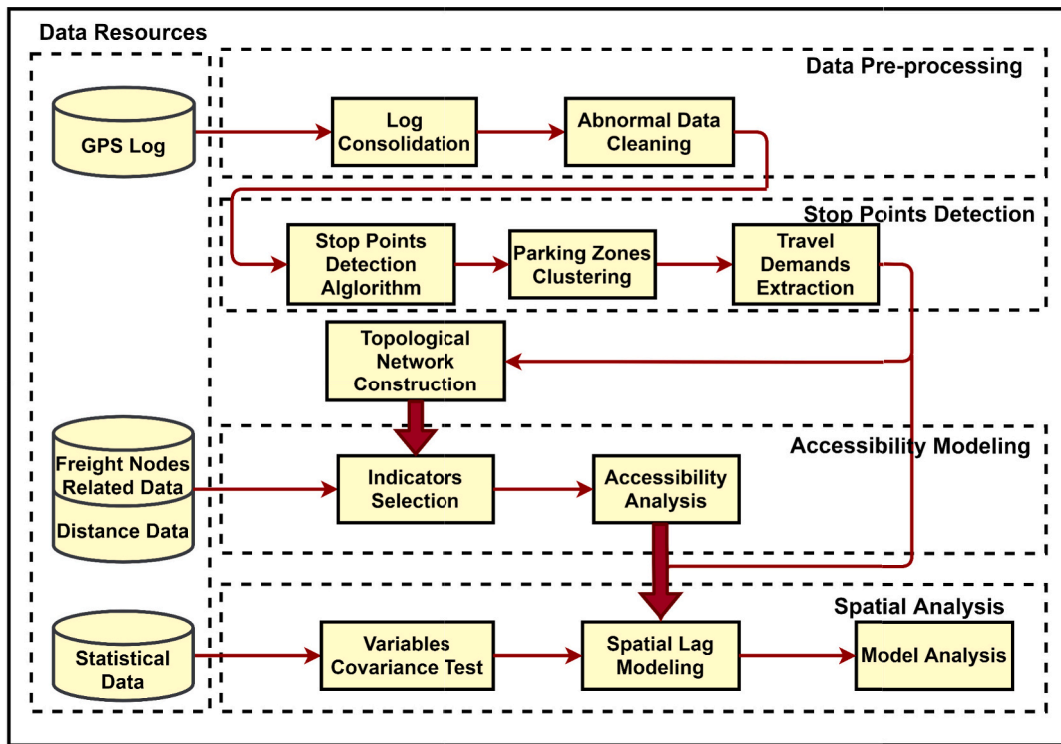 Data Resources
Data Pre-processing
GPS Log
Log
Consolidation
Abnormal Data
Cleaning
Stop Points Detection
Stop Points
Detection
Alglorithm
Parking Zones
Clustering
Travel
Demands
Extraction
Topological
Network
Construction
Accessibility Modeling
Freight Nodes
Related Data
Distance Data
Indicators
Selection
Accessibility
Analysis
Spatial Analysis
Statistical
Data
Variables
Covariance Test
Spatial Lag
Modeling
Model Analysis